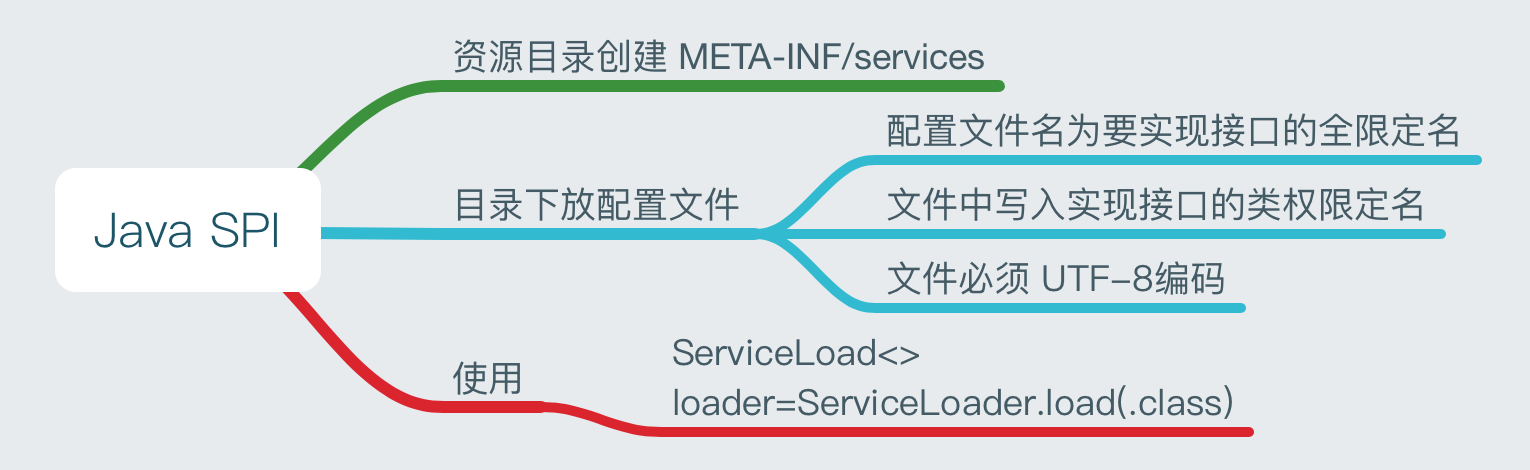 资源目录创建 META-INF/services
配置文件名为要实现接口的全限定名
Java SPI
目录下放配置文件
文件中写入实现接口的类权限定名
文件必须 UTF-8编码
使用
ServiceLoad<>
loader=ServiceLoader.load(.class)